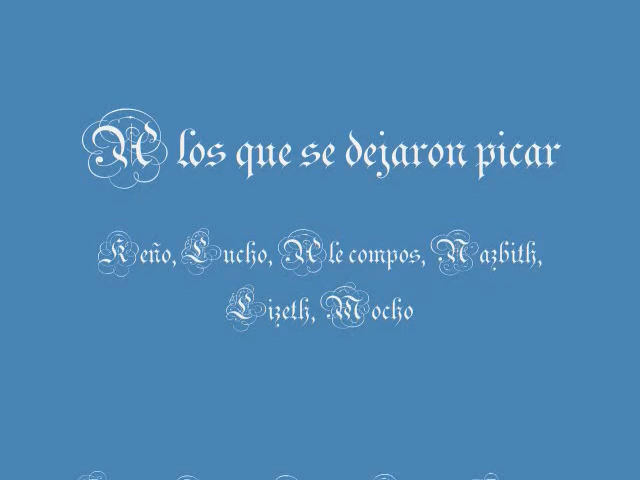 A los que se dejaron picar
Keño, Lucho, Ale compos, Nazbith,
Lizeth, Mocho